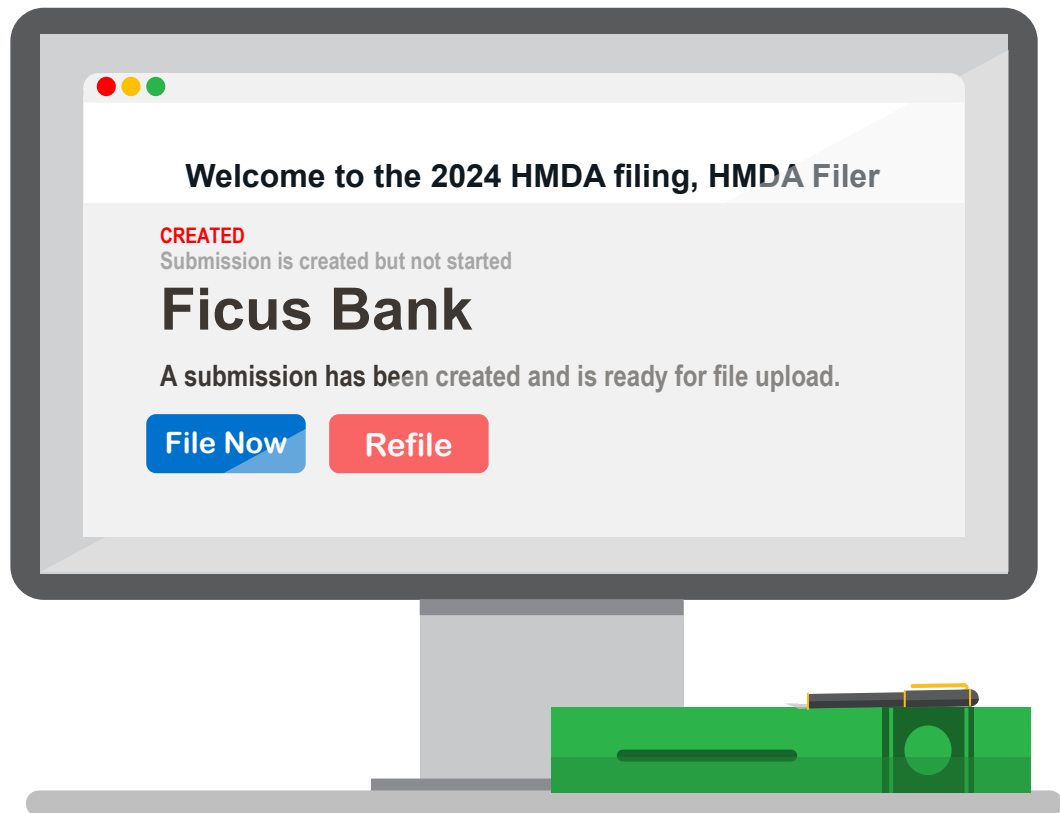 Welcome to the 2024 HMDA filing, HMDA Filer
CREATED
Submission is created but not started
Ficus Bank
A submission has been created and is ready for file upload.
File Now
Refile